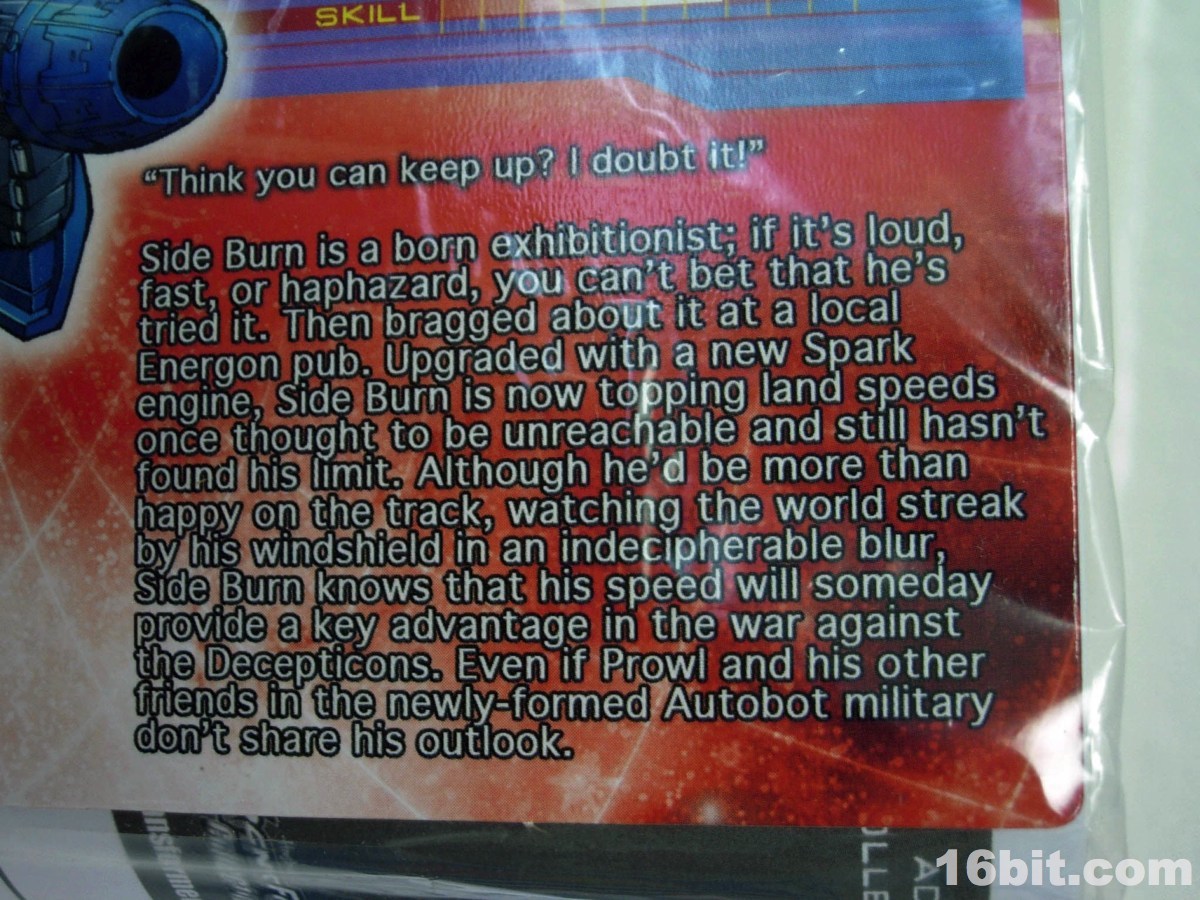 SKILL
“Think you can keep up? I doubt it!”
Side Burn is a born exhibitionist; if it’s loud,
fast, or haphazard, you can’t bet that he’s
tried it. Then bragged about it at a local
Energon pub. Upgraded with a new Spark
engine, Side Burn is now topping land speeds
once thought to be unreachable and still hasn’t
found his limit. Although he’d be more than
happy on the track, watching the world streak
by his windshield in an indecipherable blur,
Side Burn knows that his speed will someday
provide a key advantage in the war against
the Decepticons. Even if Prowl and his other
friends in the newly-formed Autobot military
don’t share his outlook.
16bit.com